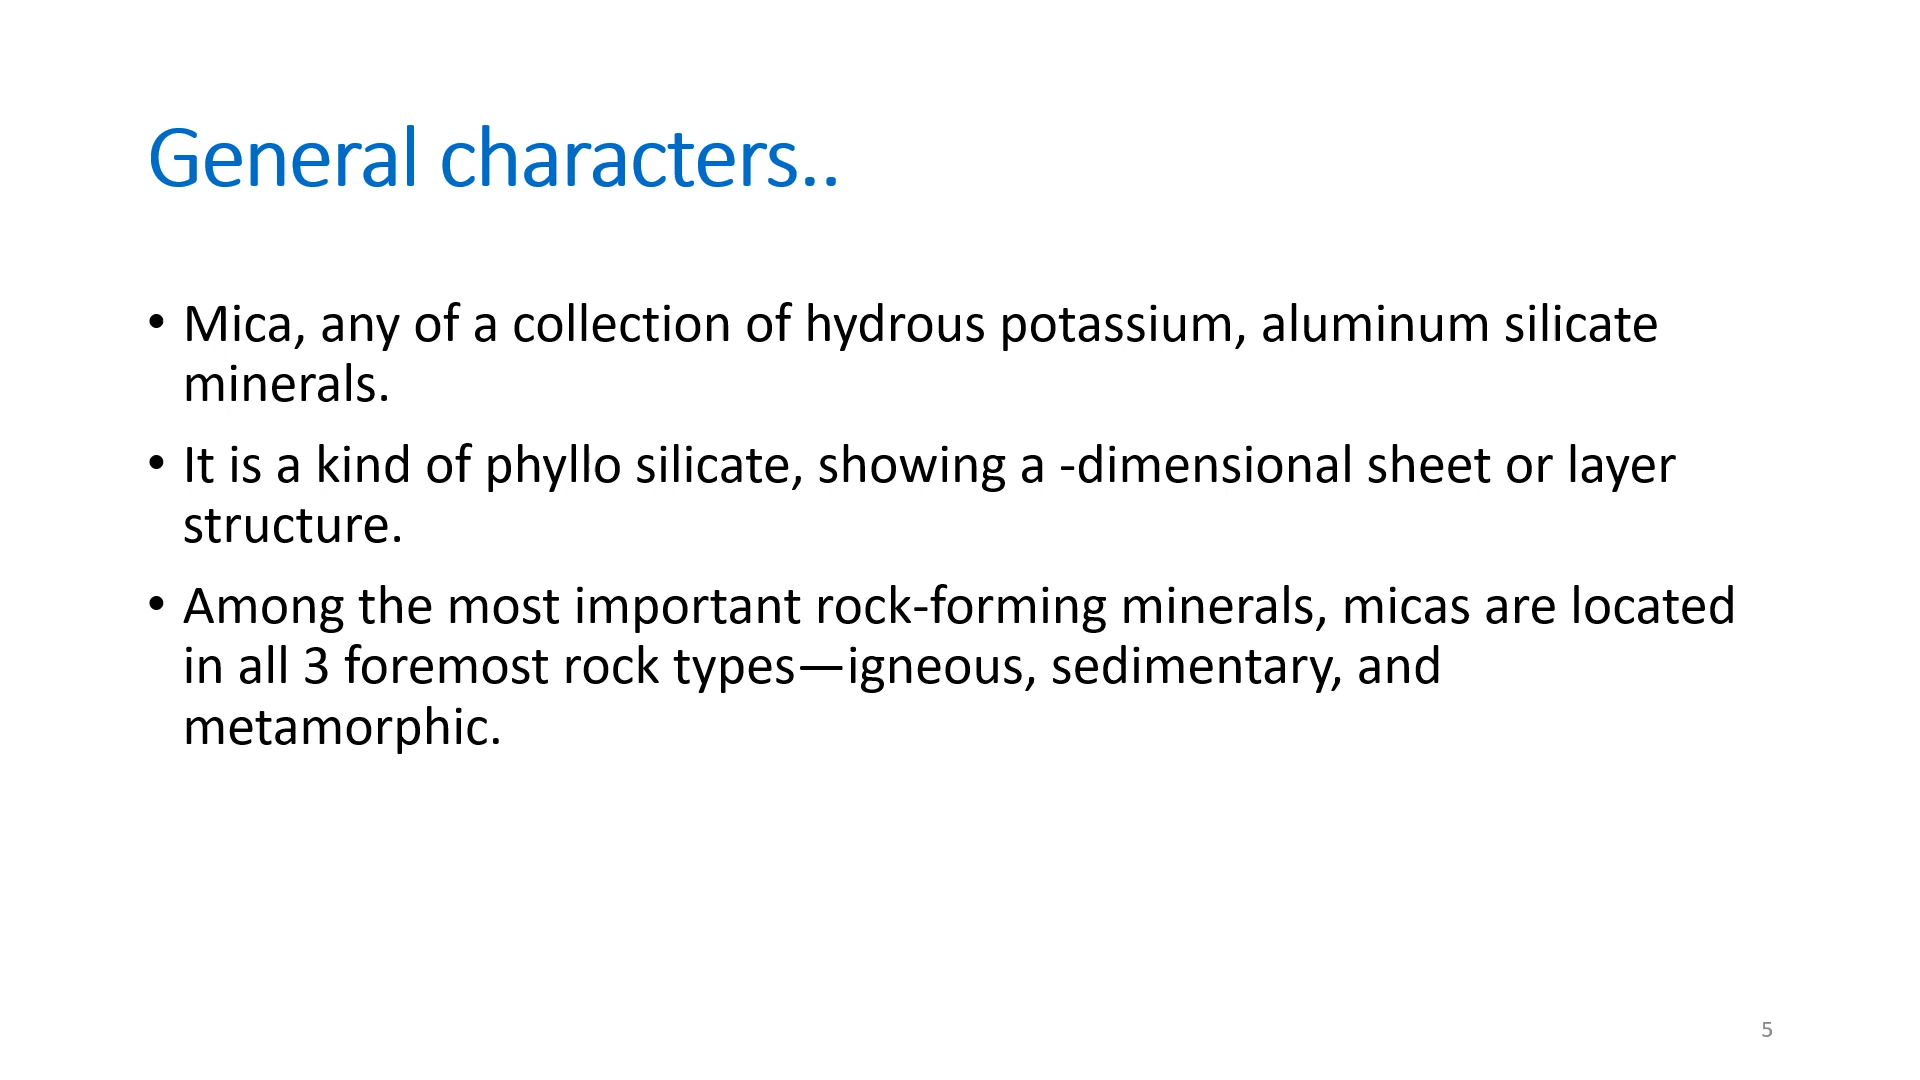 General characters..
• Mica, any of a collection of hydrous potassium, aluminum silicate
minerals.
• It is a kind of phyllo silicate, showing a -dimensional sheet or layer
structure.
• Among the most important rock-forming minerals, micas are located
in all 3 foremost rock types—igneous, sedimentary, and
metamorphic.
5